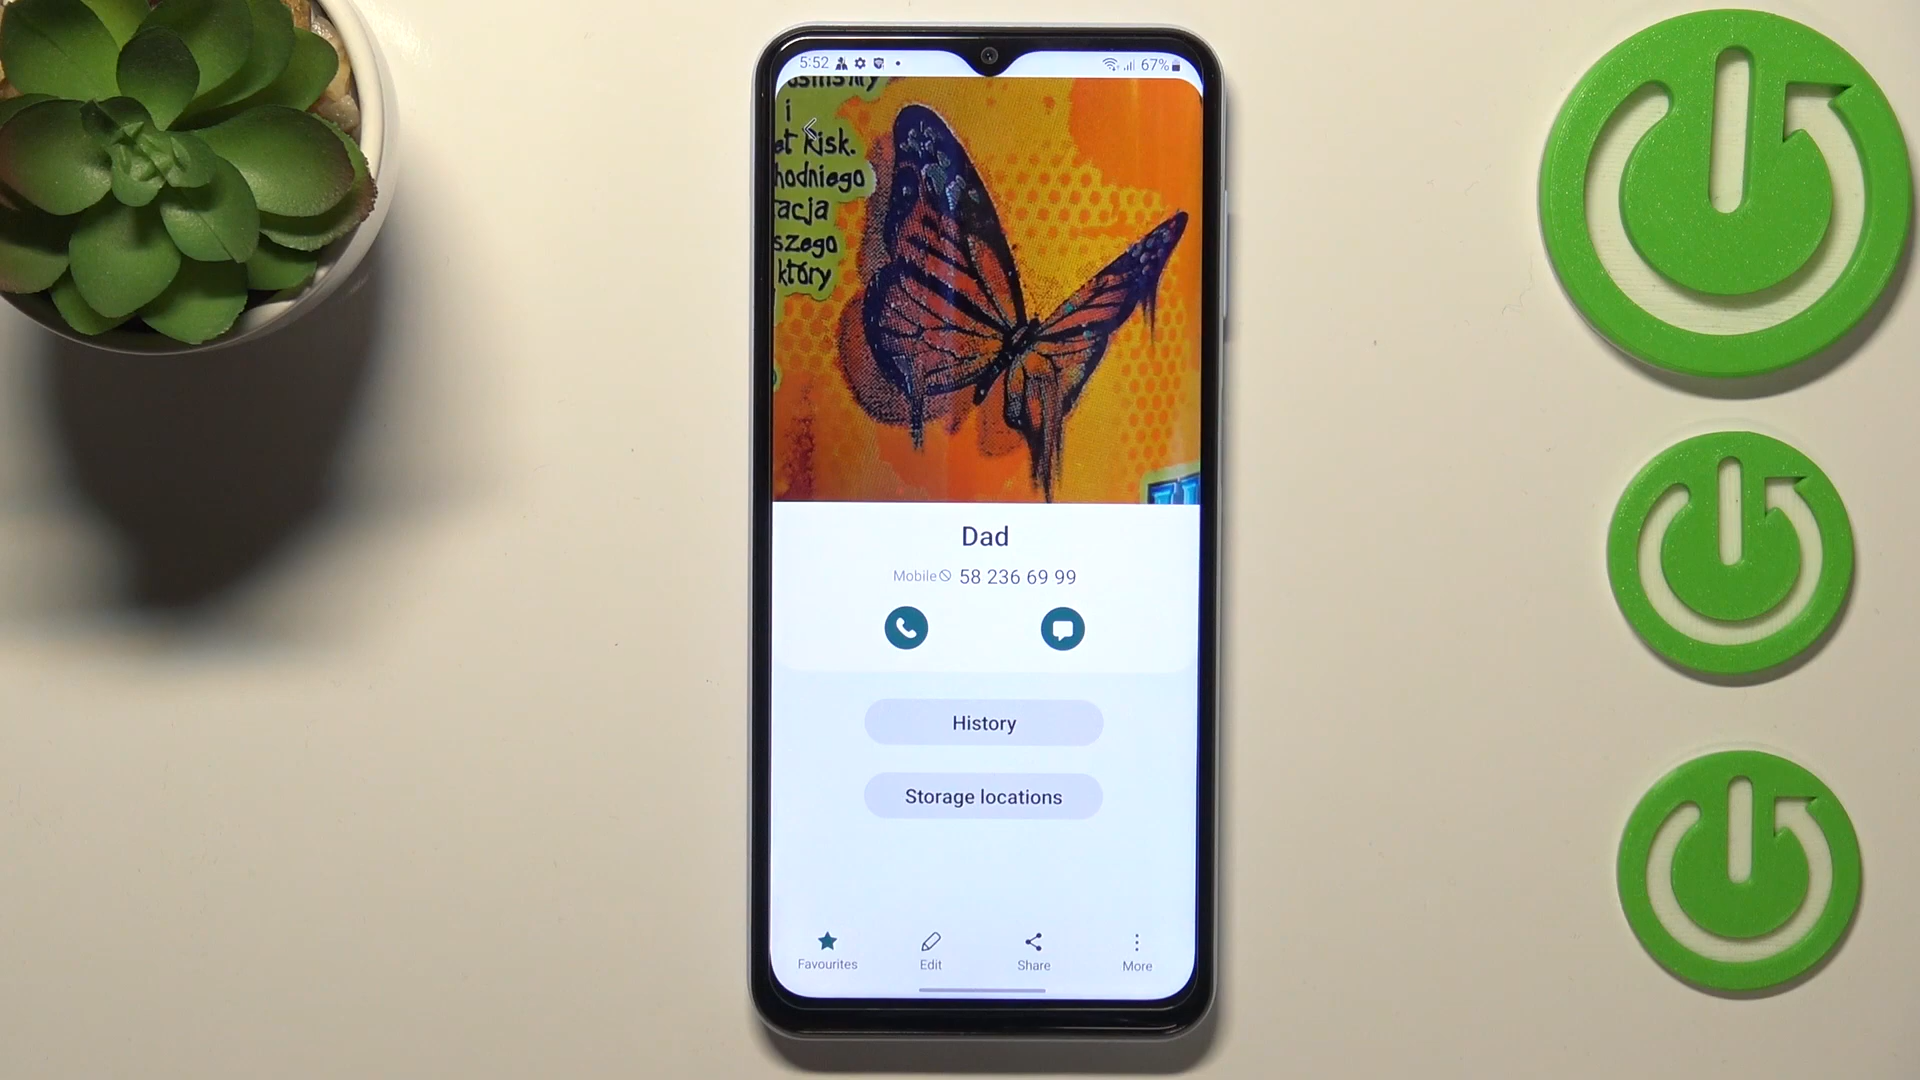 5:52
67%
i
et Risk.
hodniego
tacja
szego
który
Dad
Mobile 58 236 69 99
History
Storage locations
Favourites Edit Share More